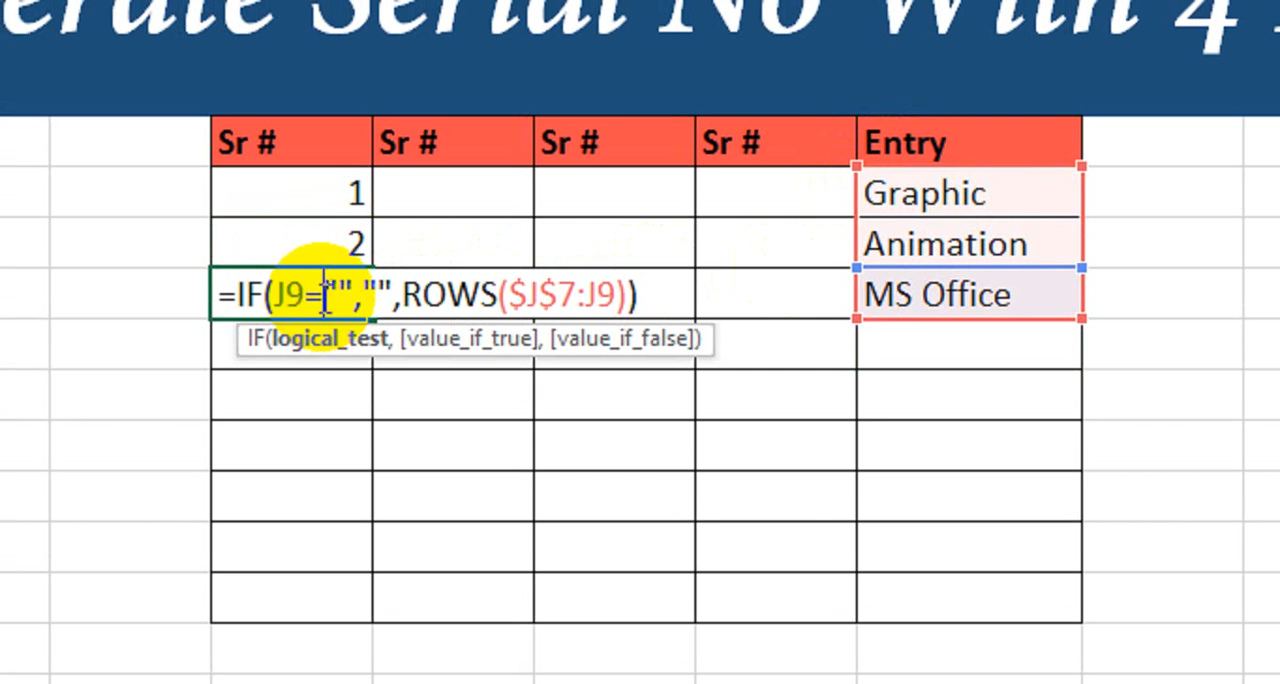 erate Serial No With 4
Sr # Sr # Sr # Sr # Entry
1 Graphic
2 Animation
=IF(J9="","",ROWS($J$7:J9)) MS Office
IF(logical_test, [value_if_true], [value_if_false])